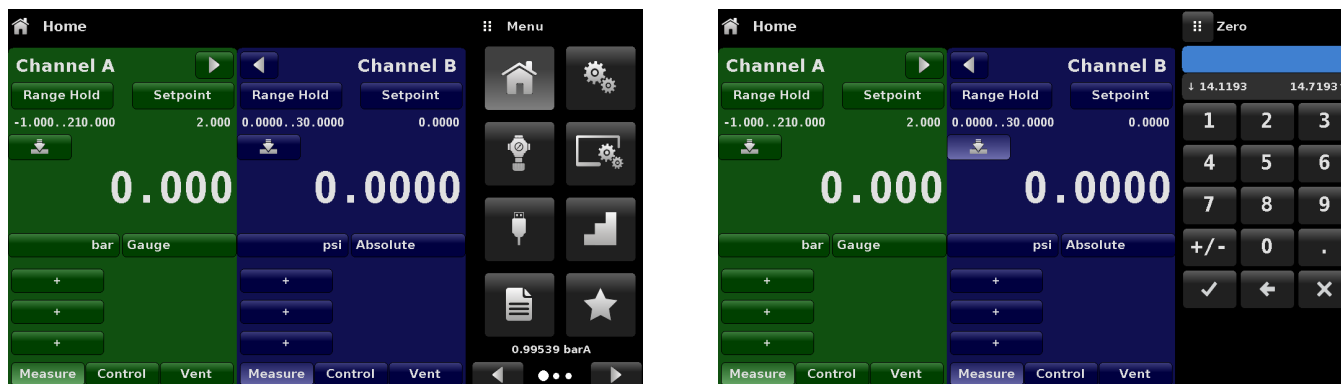 Home
Menu
Channel A
Channel B
Range Hold
Setpoint
Range Hold
Setpoint
-1.000..210.000
2.000
0.0000..30.0000
0.0000
0.000
0.0000
bar
Gauge
psi
Absolute
+
+
+
+
+
+
0.99539 barA
Measure
Control
Vent
Measure
Control
Vent
Home
Zero
Channel A
Channel B
Range Hold
Setpoint
Range Hold
Setpoint
↓ 14.1193
14.7193↑
-1.000..210.000
2.000
0.0000..30.0000
0.0000
1 2 3
4 5 6
0.000
0.0000
7 8 9
bar
Gauge
psi
Absolute
+/- 0 .
+
+
+
+
+
+
Measure
Control
Vent
Measure
Control
Vent